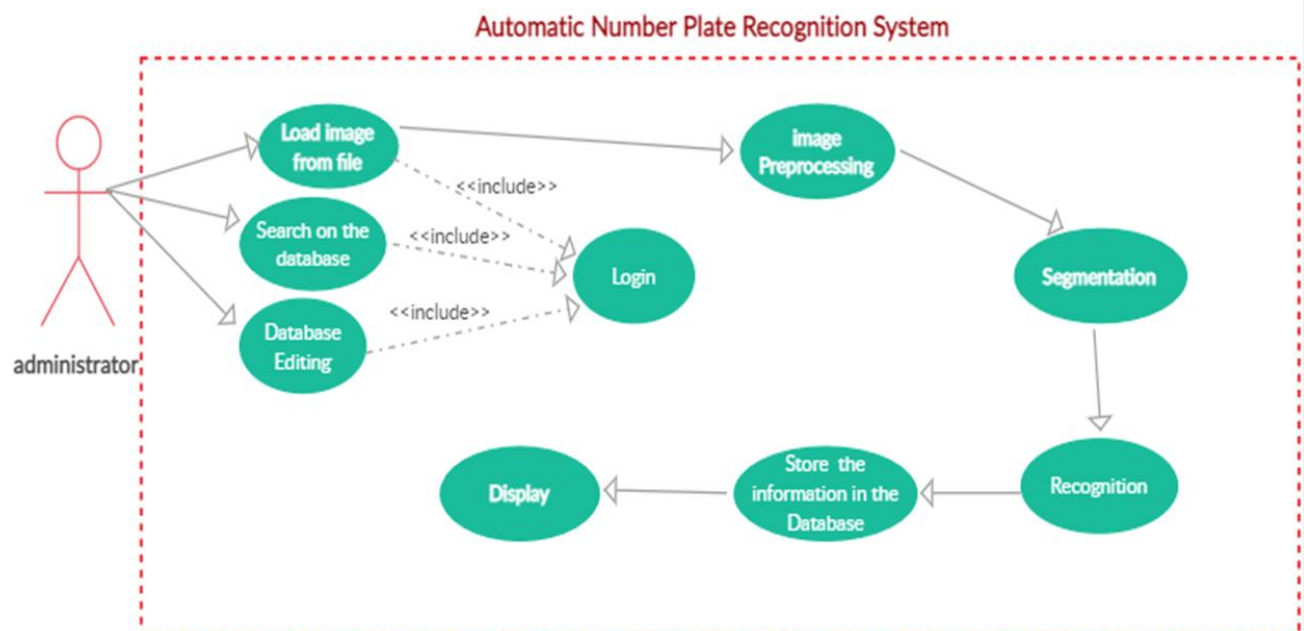 Automatic Number Plate Recognition System
Load image
from file
image
Preprocessing
<<include>>
Search on the
database
<<include>>
Login
Segmentation
<<include>>
Database
Editing
administrator
Display
Store the
information in the
Database
Recognition